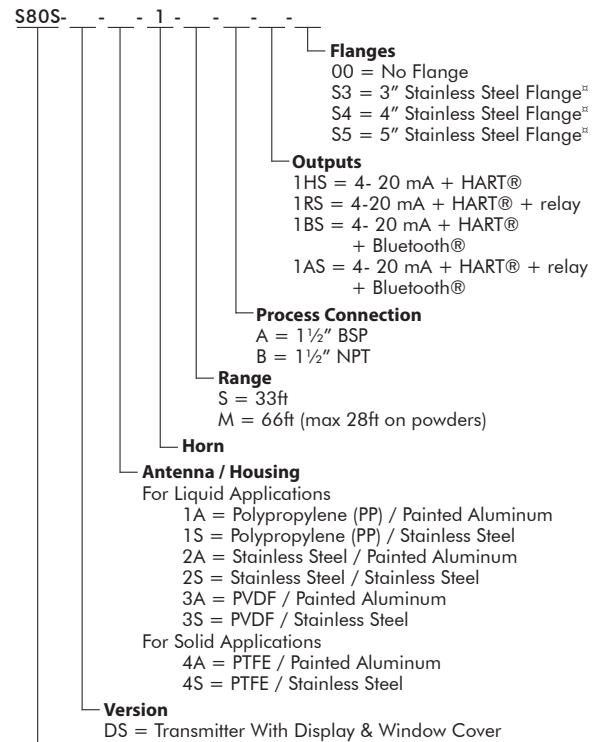 S80S- - - 1 - - - -
Flanges
00 = No Flange
S3 = 3” Stainless Steel Flange¤
S4 = 4” Stainless Steel Flange¤
S5 = 5” Stainless Steel Flange¤
Outputs
1HS = 4- 20 mA + HART®
1RS = 4-20 mA + HART® + relay
1BS = 4- 20 mA + HART®
+ Bluetooth®
1AS = 4- 20 mA + HART® + relay
+ Bluetooth®
Process Connection
A = 1½” BSP
B = 1½” NPT
Range
S = 33ft
M = 66ft (max 28ft on powders)
Horn
Antenna / Housing
For Liquid Applications
1A = Polypropylene (PP) / Painted Aluminum
1S = Polypropylene (PP) / Stainless Steel
2A = Stainless Steel / Painted Aluminum
2S = Stainless Steel / Stainless Steel
3A = PVDF / Painted Aluminum
3S = PVDF / Stainless Steel
For Solid Applications
4A = PTFE / Painted Aluminum
4S = PTFE / Stainless Steel
Version
DS = Transmitter With Display & Window Cover